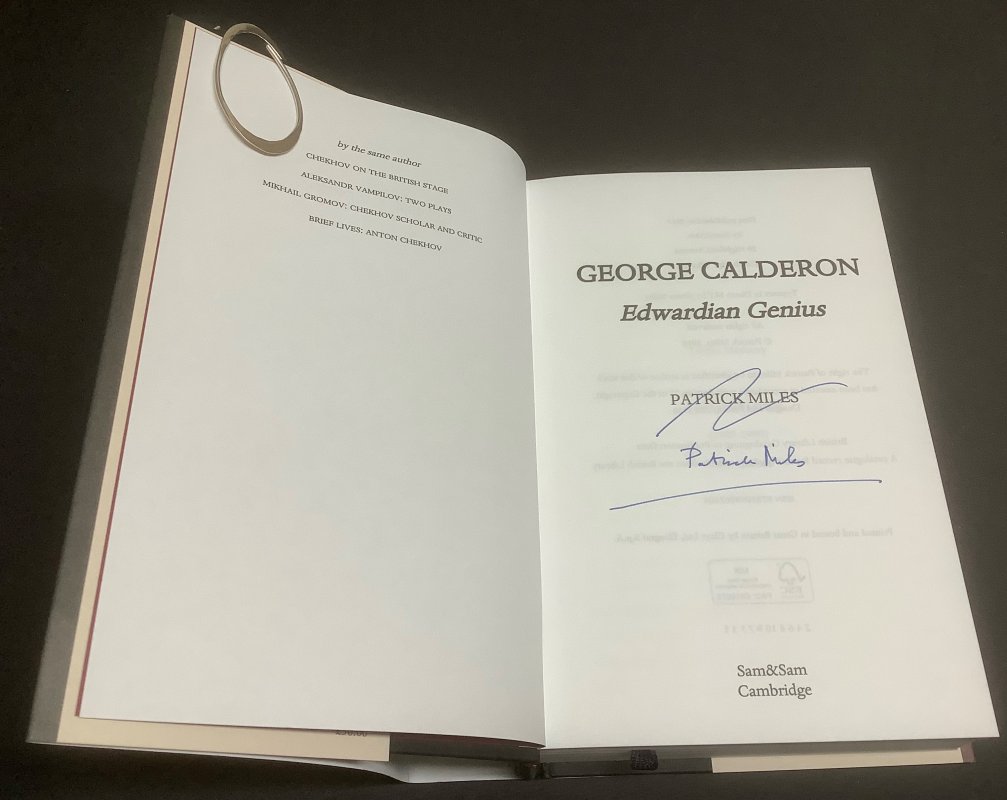 by the same author
CHEKHOV ON THE BRITISH STAGE
ALEKSANDR VAMPILOV: TWO PLAYS
MIKHAIL GROMOV: CHEKHOV SCHOLAR AND CRITIC
BRIEF LIVES: ANTON CHEKHOV
GEORGE CALDERON
Edwardian Genius
PATRICK MILES
Patrick Miles
Sam&Sam
Cambridge